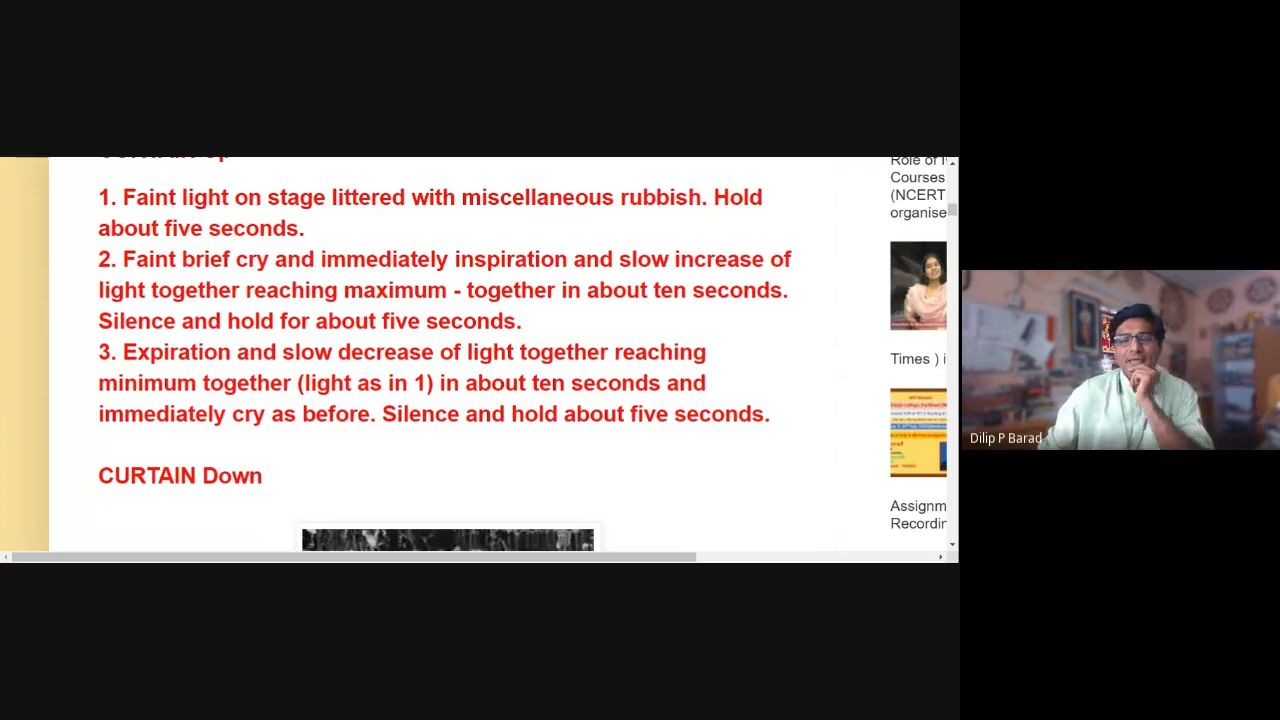 1. Faint light on stage littered with miscellaneous rubbish. Hold
about five seconds.
2. Faint brief cry and immediately inspiration and slow increase of
light together reaching maximum - together in about ten seconds.
Silence and hold for about five seconds.
3. Expiration and slow decrease of light together reaching
minimum together (light as in 1) in about ten seconds and
immediately cry as before. Silence and hold about five seconds.
CURTAIN Down
Role of
Courses
(NCERT
organise
Times )
Assignm
Recordin
Dilip P Barad